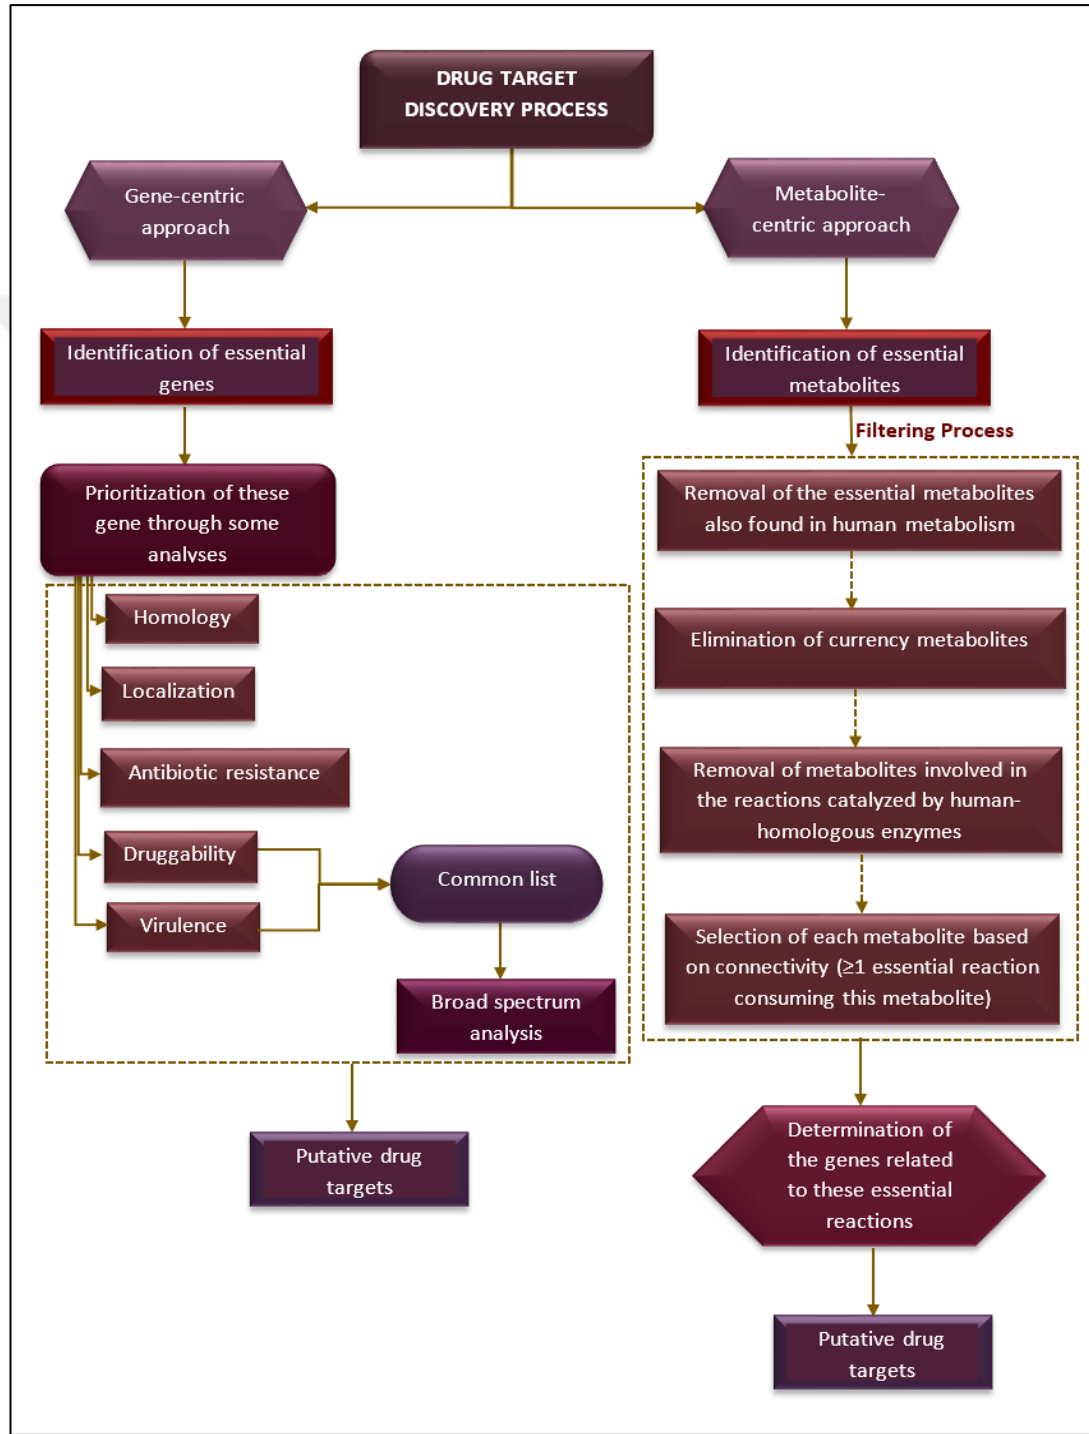 DRUG TARGET
DISCOVERY PROCESS
Gene-centric
approach
Metabolite-
centric approach
Identification of essential
genes
Identification of essential
metabolites
Filtering Process
Prioritization of these
gene through some
analyses
Homology
Localization
Antibiotic resistance
Druggability
Virulence
Common list
Broad spectrum
analysis
Putative drug
targets
Removal of the essential metabolites
also found in human metabolism
Elimination of currency metabolites
Removal of metabolites involved in
the reactions catalyzed by human-
homologous enzymes
Selection of each metabolite based
on connectivity (≥1 essential reaction
consuming this metabolite)
Determination of
the genes related
to these essential
reactions
Putative drug
targets